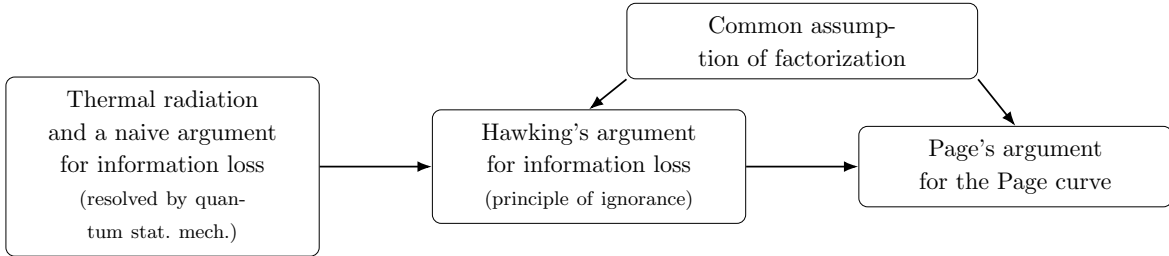 Common assump-
tion of factorization
Thermal radiation
and a naive argument
for information loss
(resolved by quan-
tum stat. mech.)
Hawking's argument
for information loss
(principle of ignorance)
Page's argument
for the Page curve